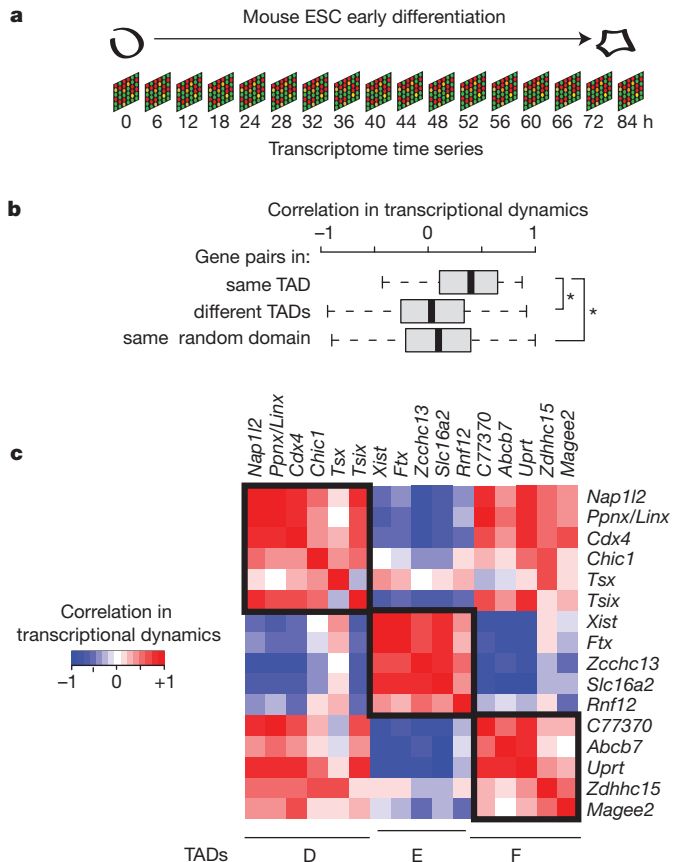 a
Mouse ESC early differentiation
0 6 12 18 24 28 32 36 40 44 48 52 56 60 66 72 84 h
Transcriptome time series
b
Correlation in transcriptional dynamics
−1 0 1
Gene pairs in:
same TAD
different TADs
same random domain
*
*
c
Nap1l2 Ppnx/Linx Cdx4 Chic1 Tsx Tsix Xist Ftx Zcchc13 Slc16a2 Rnf12 C77370 Abcb7 Uprt Zdhhc15 Magee2
Nap1l2
Ppnx/Linx
Cdx4
Chic1
Tsx
Tsix
Xist
Ftx
Zcchc13
Slc16a2
Rnf12
C77370
Abcb7
Uprt
Zdhhc15
Magee2
Correlation in
transcriptional dynamics
−1 0 +1
TADs D E F